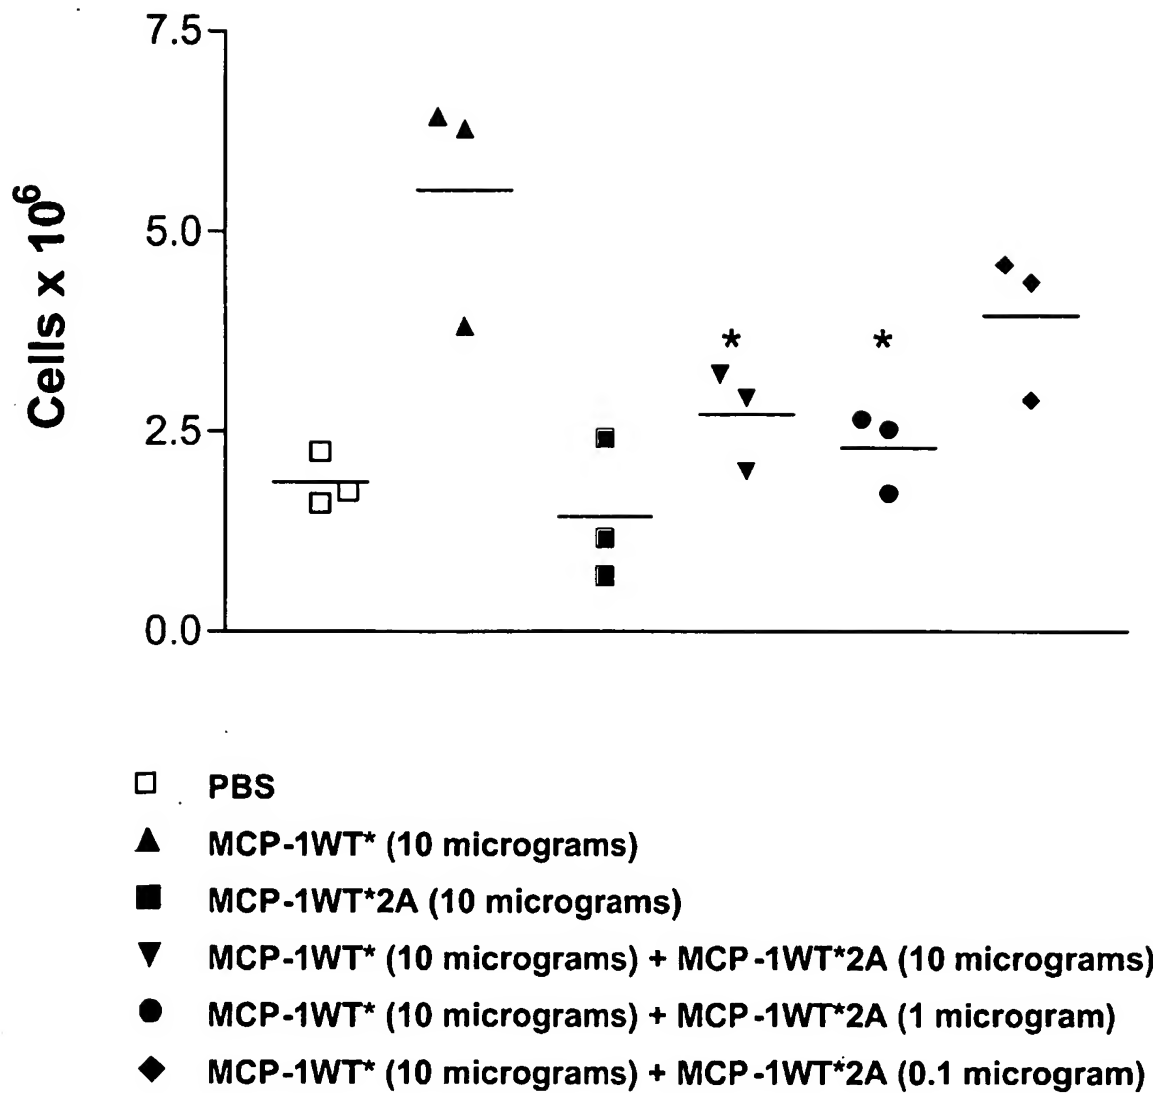 7.5
5.0
2.5
0.0
Cells x 10⁶
*
*
PBS
MCP-1WT* (10 micrograms)
MCP-1WT*2A (10 micrograms)
MCP-1WT* (10 micrograms) + MCP-1WT*2A (10 micrograms)
MCP-1WT* (10 micrograms) + MCP-1WT*2A (1 microgram)
MCP-1WT* (10 micrograms) + MCP-1WT*2A (0.1 microgram)